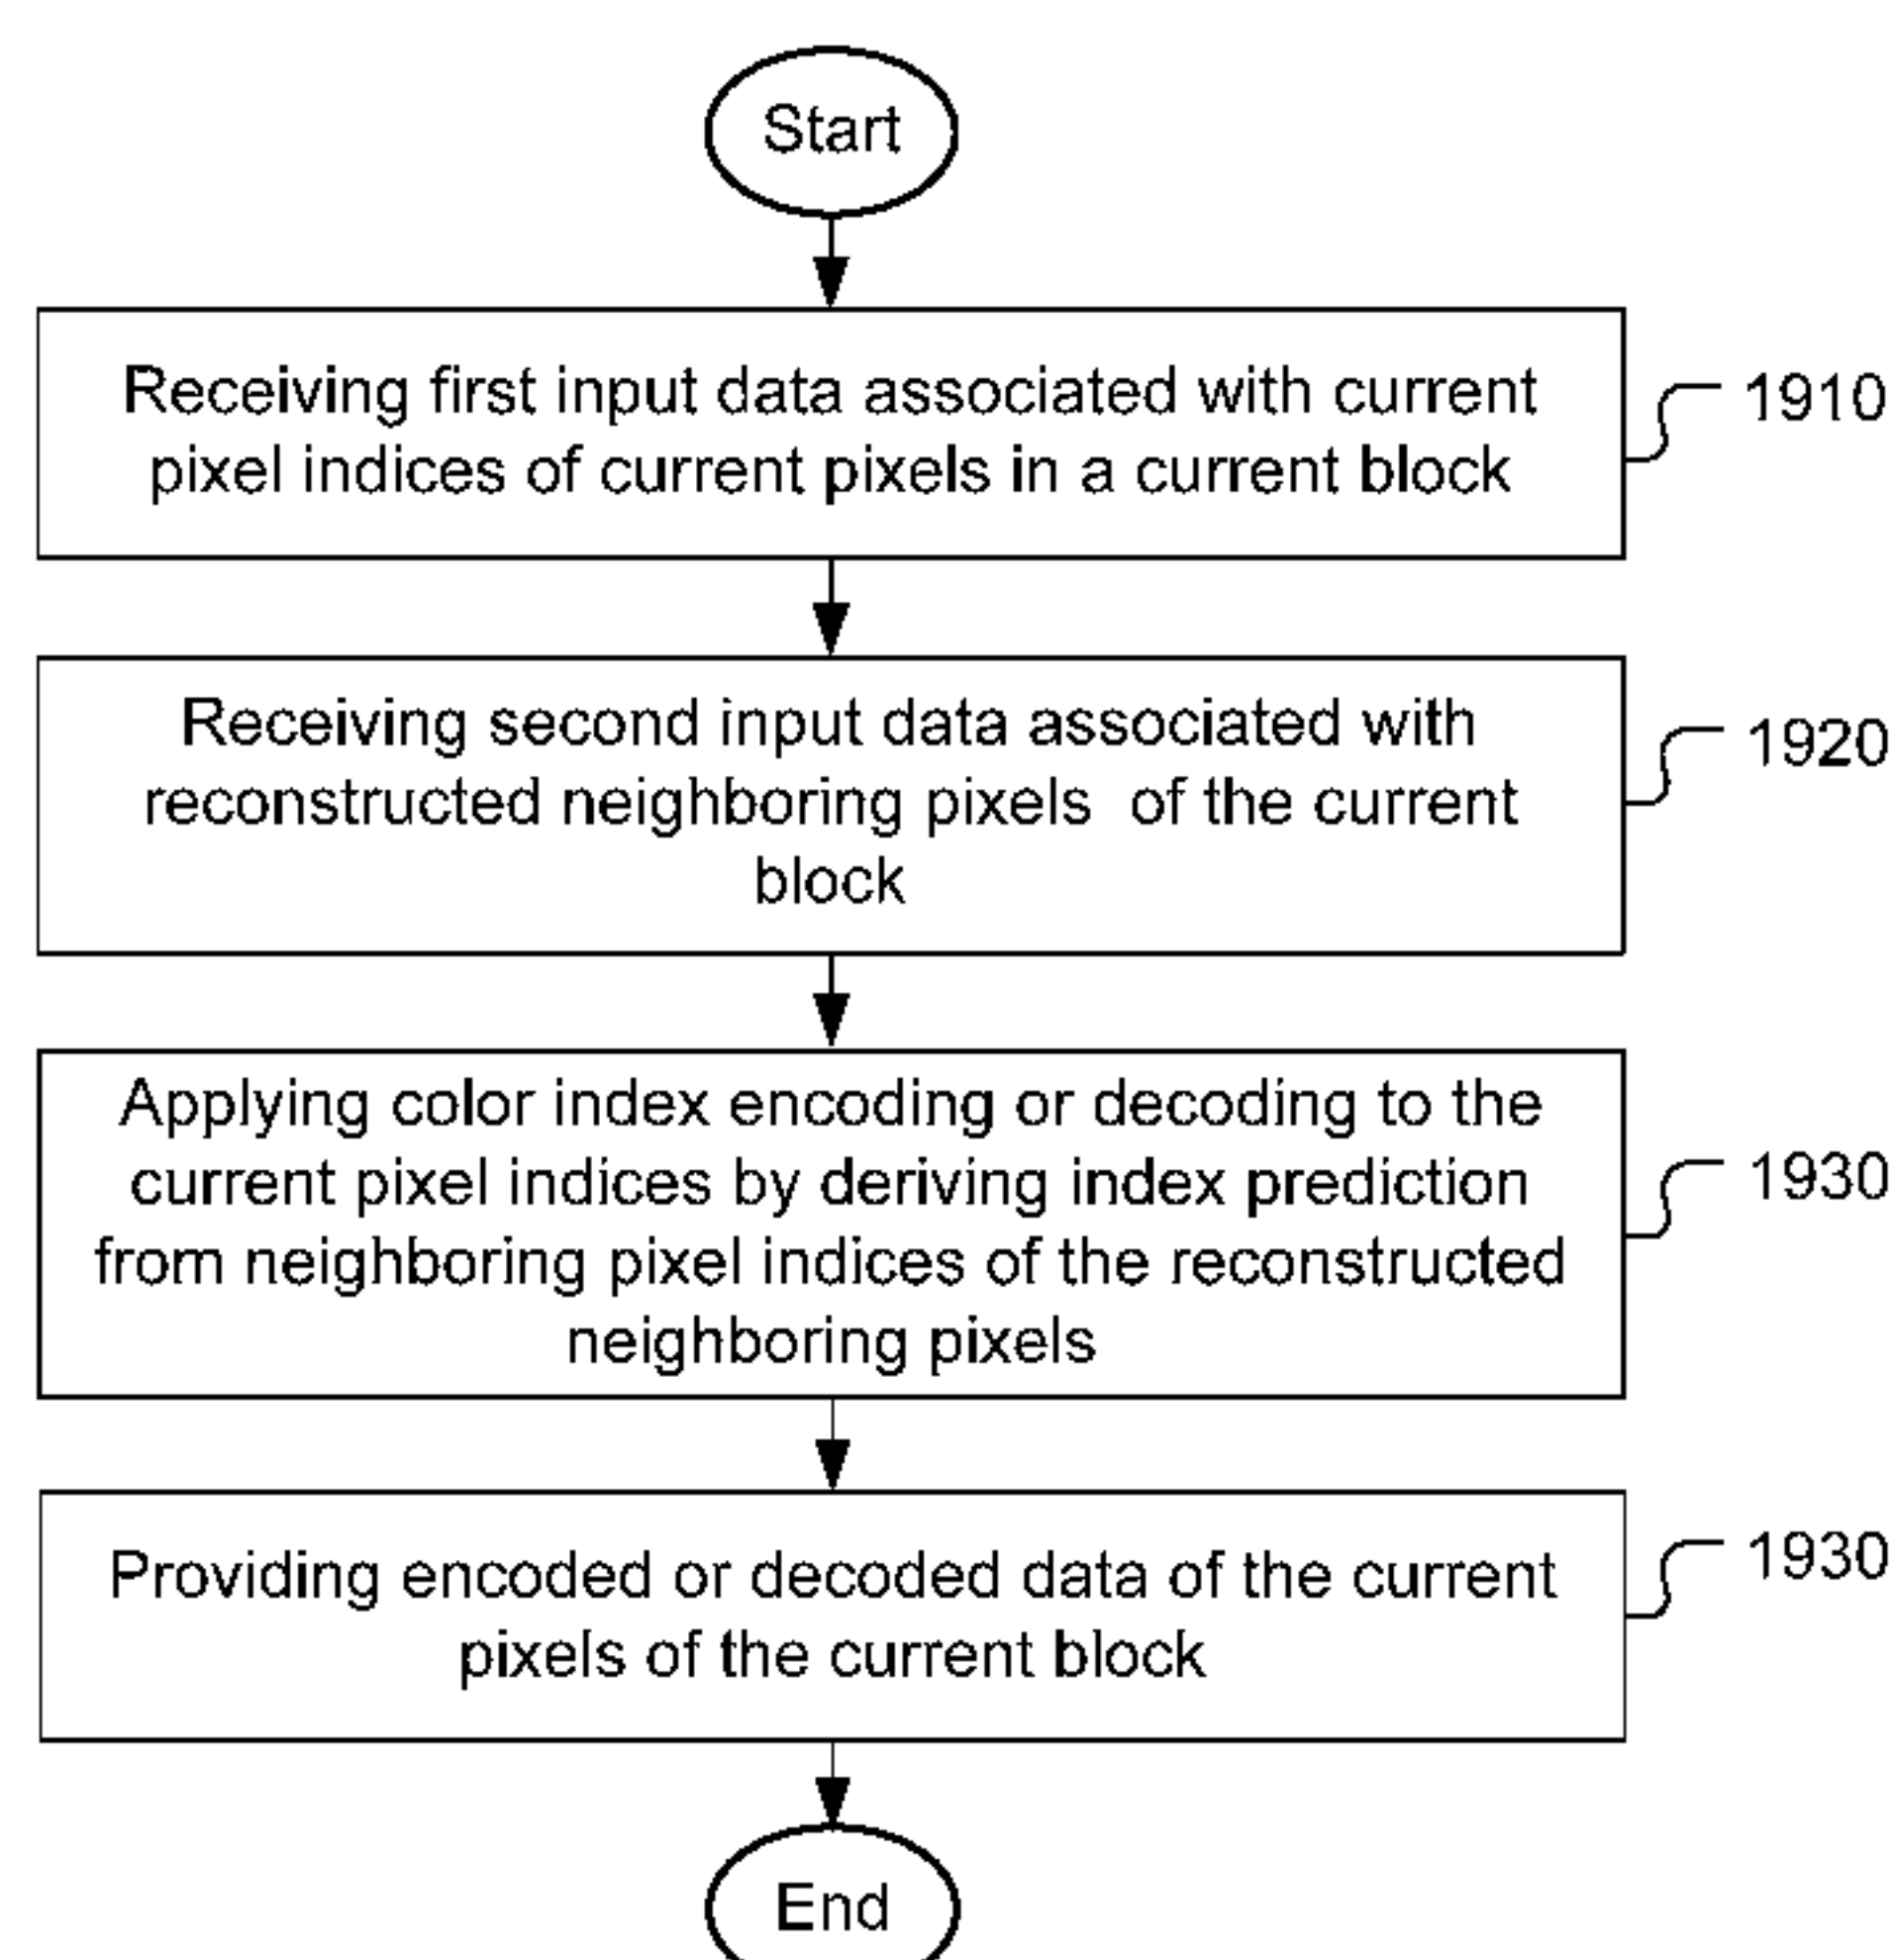 Start
Receiving first input data associated with current
pixel indices of current pixels in a current block
1910
Receiving second input data associated with
reconstructed neighboring pixels of the current
block
1920
Applying color index encoding or decoding to the
current pixel indices by deriving index prediction
from neighboring pixel indices of the reconstructed
neighboring pixels
1930
Providing encoded or decoded data of the current
pixels of the current block
1930
End